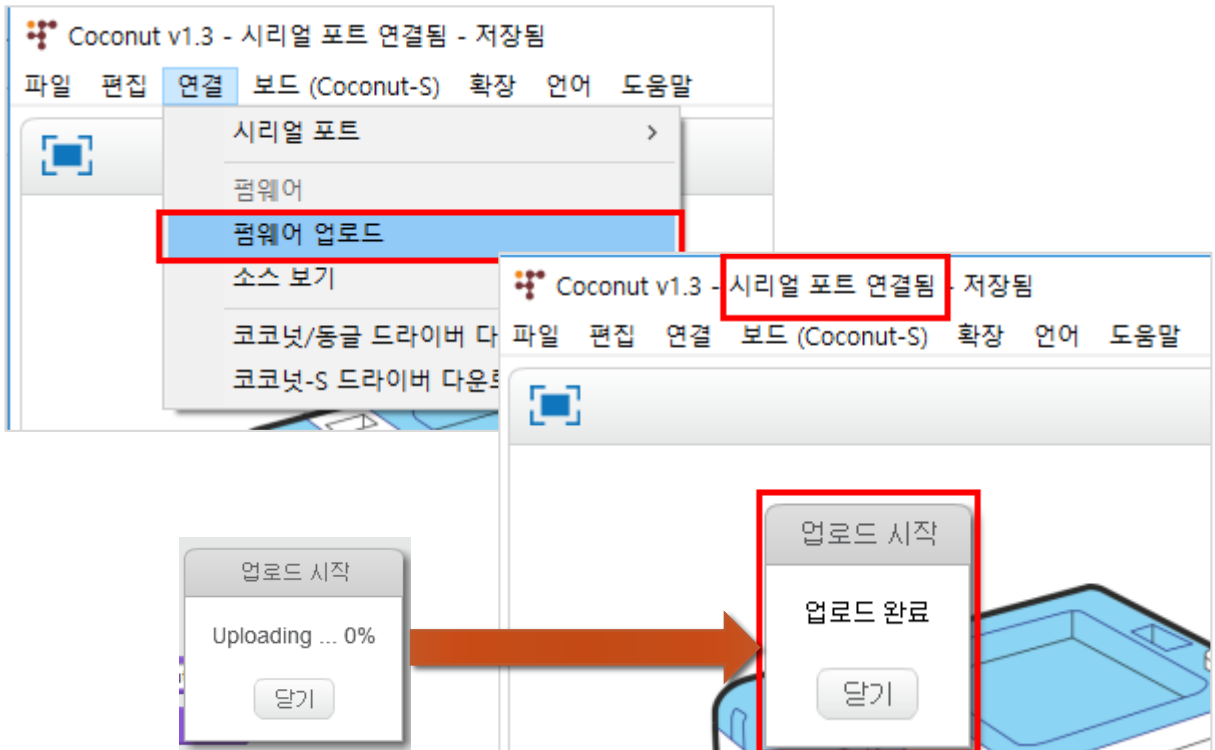 Coconut v1.3 - 시리얼 포트 연결됨 - 저장됨
파일 편집 연결 보드 (Coconut-S) 확장 언어 도움말
시리얼 포트 >
펌웨어
펌웨어 업로드
소스 보기
코코넛/동글 드라이버 다
코코넛-S 드라이버 다운로
Coconut v1.3 - 시리얼 포트 연결됨 - 저장됨
파일 편집 연결 보드 (Coconut-S) 확장 언어 도움말
업로드 시작
Uploading ... 0%
닫기
업로드 시작
업로드 완료
닫기